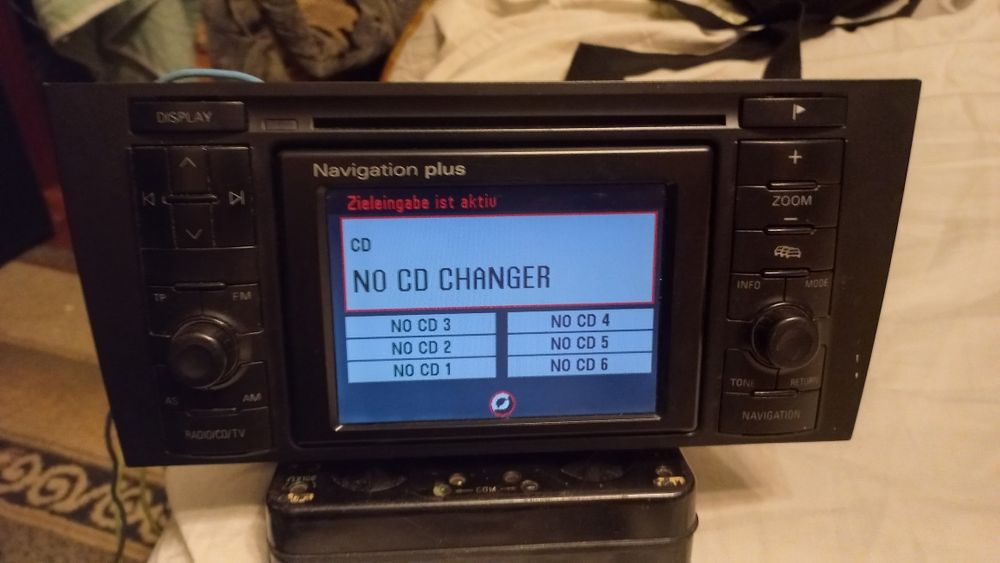 DISPLAY
Navigation plus
Zieleingabe ist aktiv
CD
NO CD CHANGER
NO CD 3
NO CD 4
NO CD 2
NO CD 5
NO CD 1
NO CD 6
TP
FM
AS
AM
RADIO/CD/TV
+
ZOOM
−
INFO
MODE
TONE
RETURN
NAVIGATION
COM